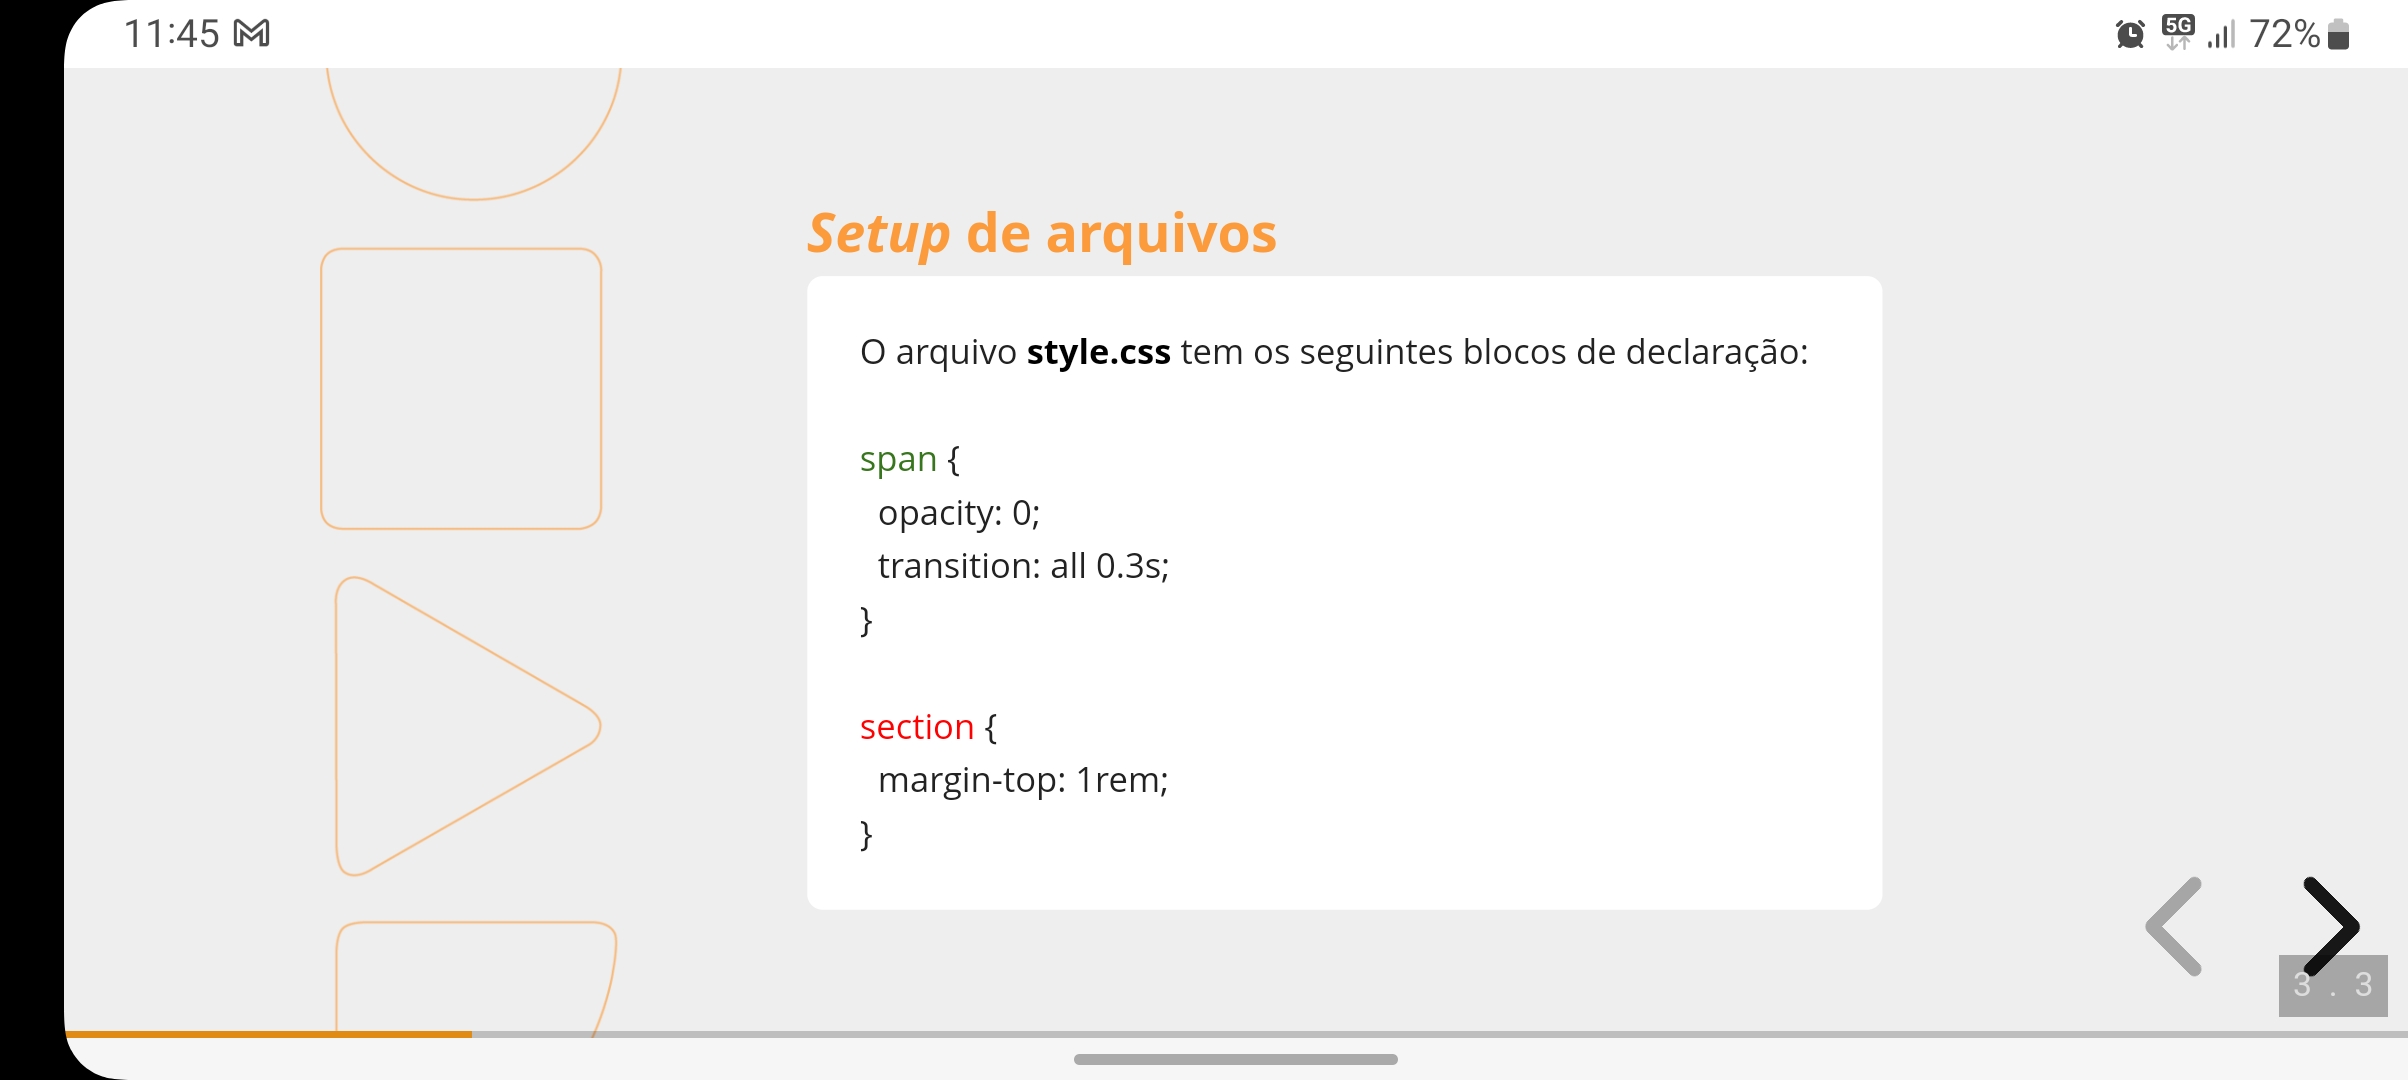 11:45
5G
72%
Setup de arquivos
O arquivo style.css tem os seguintes blocos de declaração:
span {
opacity: 0;
transition: all 0.3s;
}
section {
margin-top: 1rem;
}
3 . 3